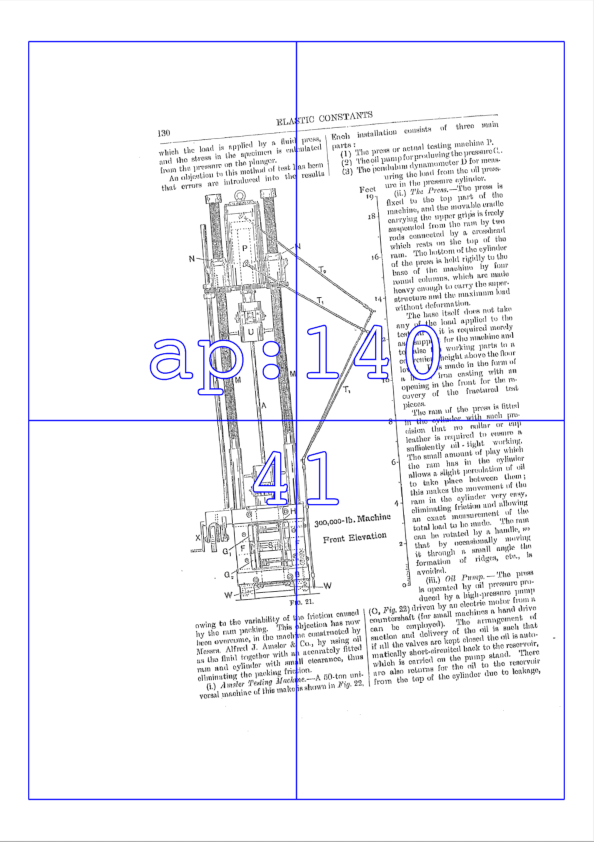 130
ELASTIC CONSTANTS
which the load is applied by a fluid press,
and the stress in the specimen is calculated
from the pressure on the plunger.
An objection to this method of test has been
that errors are introduced into the results
N
P
N
T2
T1
U
M
M
A
T1
H
X
G
S
F
G2
B
W
W
300,000-lb. Machine
Front Elevation
Fig. 21.
owing to the variability of the friction caused
by the ram packing. This objection has now
been overcome, in the machine constructed by
Messrs. Alfred J. Amsler & Co., by using oil
as the fluid together with an accurately fitted
ram and cylinder with small clearance, thus
eliminating the packing friction.
(i.) Amsler Testing Machine.—A 50-ton uni-
versal machine of this make is shown in Fig. 22.
Each installation consists of three main
parts:
(1) The press or actual testing machine P.
(2) The oil pump for producing the pressure O.
(3) The pendulum dynamometer D for meas-
uring the load from the oil pres-
sure in the pressure cylinder.
Feet
19
18
16
14
6
4
2
0
(ii.) The Press.—The press is
fixed to the top part of the
machine, and the movable cradle
carrying the upper grips is freely
suspended from the ram by two
rods connected by a crosshead
which rests on the top of the
ram. The bottom of the cylinder
of the press is held rigidly to the
base of the machine by four
round columns, which are made
heavy enough to carry the super-
structure and the maximum load
without deformation.
The base itself does not take
any of the load applied to the
it is required merely
for the machine and
working parts to a
height above the floor
made in the form of
iron casting with an
opening in the front for the re-
covery of the fractured test
pieces.
The ram of the press is fitted
in the cylinder with such pre-
cision that no collar or cup
leather is required to ensure a
sufficiently oil-tight working.
The small amount of play which
the ram has in the cylinder
allows a slight percolation of oil
to take place between them;
this makes the movement of the
ram in the cylinder very easy,
eliminating friction and allowing
an exact measurement of the
total load to be made. The ram
can be rotated by a handle, so
that by occasionally moving
it through a small angle the
formation of ridges, etc., is
avoided.
(iii.) Oil Pump.—The press
is operated by oil pressure pro-
duced by a high-pressure pump
(O, Fig. 22) driven by an electric motor from a
countershaft (for small machines a hand drive
can be employed). The arrangement of
suction and delivery of the oil is such that
if all the valves are kept closed the oil is auto-
matically short-circuited back to the reservoir,
which is carried on the pump stand. There
are also returns for the oil to the reservoir
from the top of the cylinder due to leakage,
ap:140
41